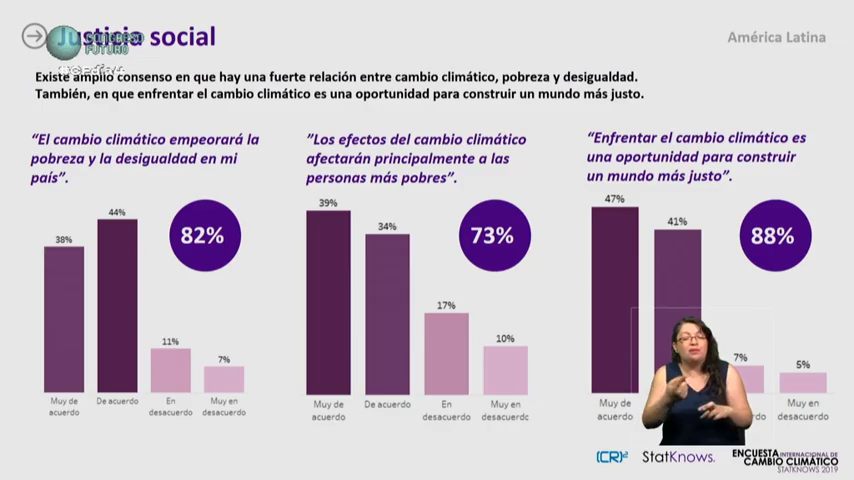 Justicia social
CONGRESO
FUTURO
América Latina
Existe amplio consenso en que hay una fuerte relación entre cambio climático, pobreza y desigualdad.
También, en que enfrentar el cambio climático es una oportunidad para construir un mundo más justo.
“El cambio climático empeorará la
pobreza y la desigualdad en mi
país”.
38%
44%
82%
11%
7%
Muy de
acuerdo
De acuerdo
En
desacuerdo
Muy en
desacuerdo
”Los efectos del cambio climático
afectarán principalmente a las
personas más pobres”.
39%
34%
73%
17%
10%
Muy de
acuerdo
De acuerdo
En
desacuerdo
Muy en
desacuerdo
“Enfrentar el cambio climático es
una oportunidad para construir
un mundo más justo”.
47%
41%
88%
7%
5%
Muy de
acuerdo
Muy en
desacuerdo
(CR)2
StatKnows.
ENCUESTA INTERNACIONAL DE
CAMBIO CLIMÁTICO
STATKNOWS 2019